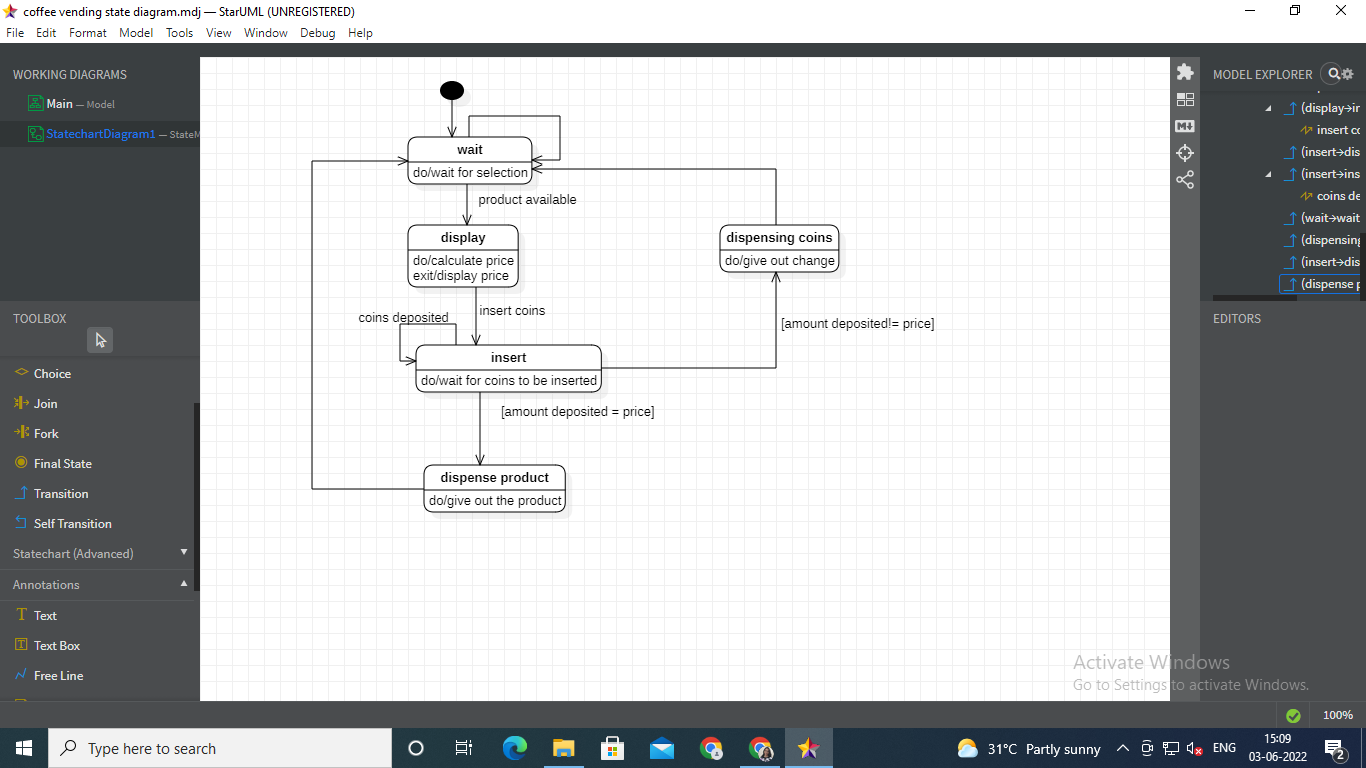 coffee vending state diagram.mdj — StarUML (UNREGISTERED)
File Edit Format Model Tools View Window Debug Help
WORKING DIAGRAMS
Main — Model
StatechartDiagram1 — StateM
TOOLBOX
Choice
Join
Fork
Final State
Transition
Self Transition
Statechart (Advanced)
Annotations
Text
Text Box
Free Line
wait
do/wait for selection
product available
display
do/calculate price
exit/display price
insert coins
coins deposited
insert
do/wait for coins to be inserted
[amount deposited = price]
dispense product
do/give out the product
dispensing coins
do/give out change
[amount deposited!= price]
MODEL EXPLORER
(display→in
insert co
(insert→dis
(insert→ins
coins de
(wait→wait
(dispensing
(insert→dis
(dispense p
EDITORS
Activate Windows
Go to Settings to activate Windows.
100%
Type here to search
31°C Partly sunny
ENG
15:09
03-06-2022
2